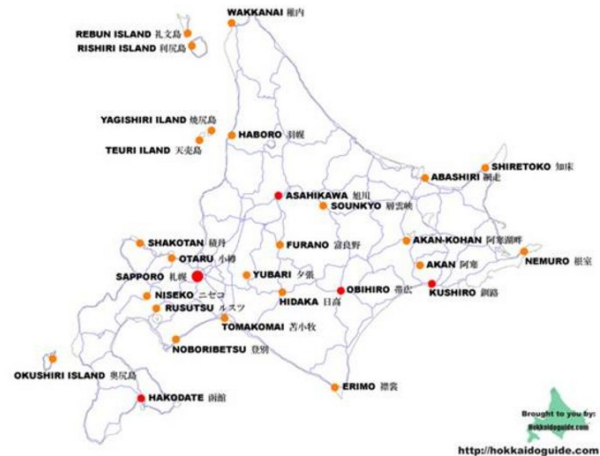 WAKKANAI 稚内
REBUN ISLAND 礼文島
RISHIRI ISLAND 利尻島
YAGISHIRI ILAND 焼尻島
HABORO 羽幌
TEURI ILAND 天売島
SHIRETOKO 知床
ABASHIRI 網走
ASAHIKAWA 旭川
SOUNKYO 層雲峡
SHAKOTAN 積丹
FURANO 富良野
AKAN-KOHAN 阿寒湖畔
OTARU 小樽
NEMURO 根室
AKAN 阿寒
SAPPORO 札幌
YUBARI 夕張
OBIHIRO 帯広
KUSHIRO 釧路
NISEKO ニセコ
HIDAKA 日高
RUSUTSU ルスツ
TOMAKOMAI 苫小牧
NOBORIBETSU 登別
OKUSHIRI ISLAND 奥尻島
ERIMO 襟裳
HAKODATE 函館
Brought to you by:
Hokkaidoguide.com
http://hokkaidoguide.com